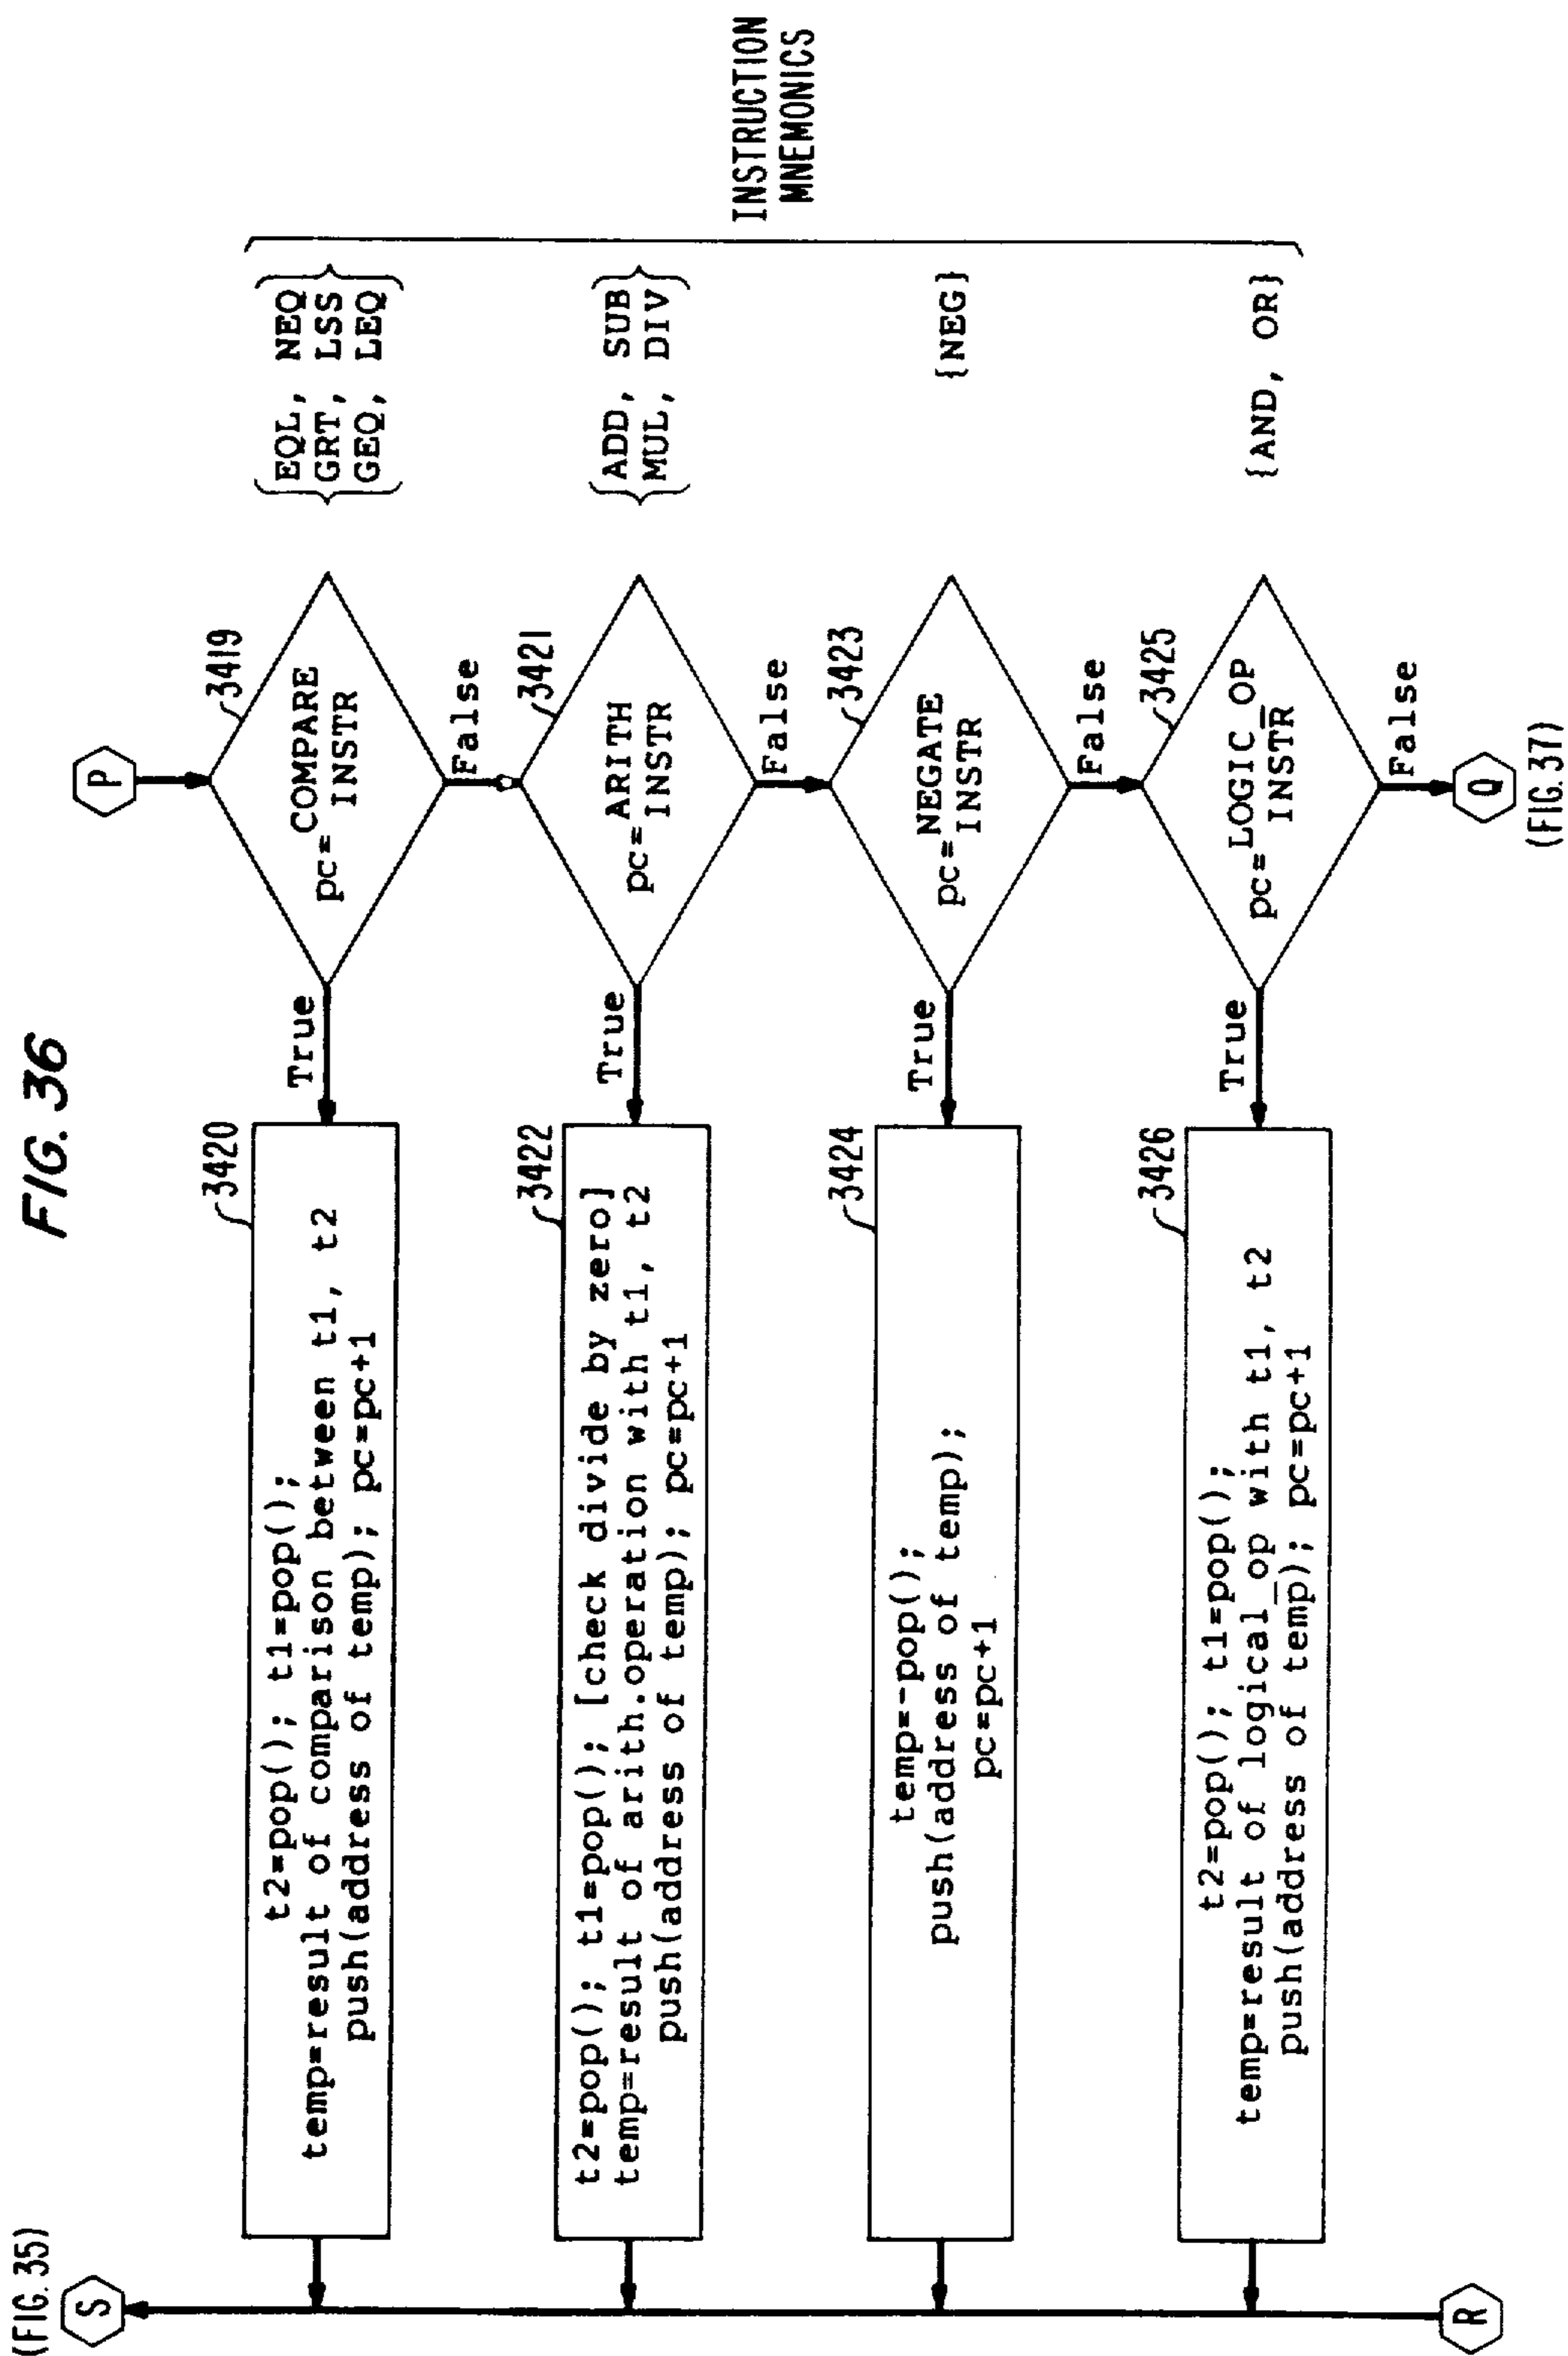 FIG. 36
(FIG. 35)
S
P
3420
t2=pop(); t1=pop();
temp=result of comparison between t1, t2
push(address of temp); pc=pc+1
True
3419
pc=COMPARE
INSTR
False
{EQL, NEQ}
{GRT, LSS}
{GEQ, LEQ}
3422
t2=pop(); t1=pop(); [check divide by zero]
temp=result of arith.operation with t1, t2
push(address of temp); pc=pc+1
True
3421
pc=ARITH
INSTR
False
{ADD, SUB}
{MUL, DIV}
INSTRUCTION
MNEMONICS
3424
temp=-pop();
push(address of temp);
pc=pc+1
True
3423
pc=NEGATE
INSTR
False
{NEG}
3426
t2=pop(); t1=pop();
temp=result of logical_op with t1, t2
push(address of temp); pc=pc+1
True
3425
pc=LOGIC_OP
INSTR
False
{AND, OR}
R
Q
(FIG. 37)